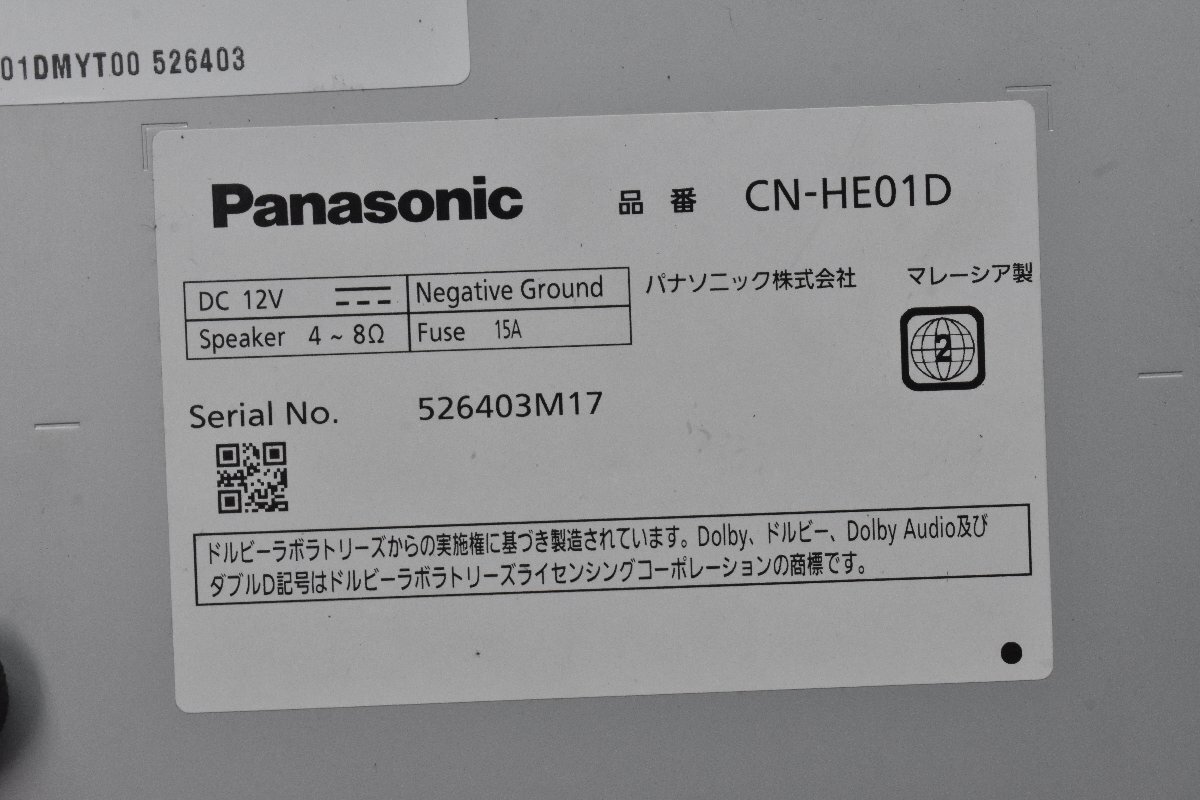 01DMYT00 526403
Panasonic 品番 CN-HE01D
DC 12V Negative Ground
Speaker 4 ~ 8Ω Fuse 15A
パナソニック株式会社 マレーシア製
2
Serial No. 526403M17
ドルビーラボラトリーズからの実施権に基づき製造されています。Dolby、ドルビー、Dolby Audio及び
ダブルD記号はドルビーラボラトリーズライセンシングコーポレーションの商標です。